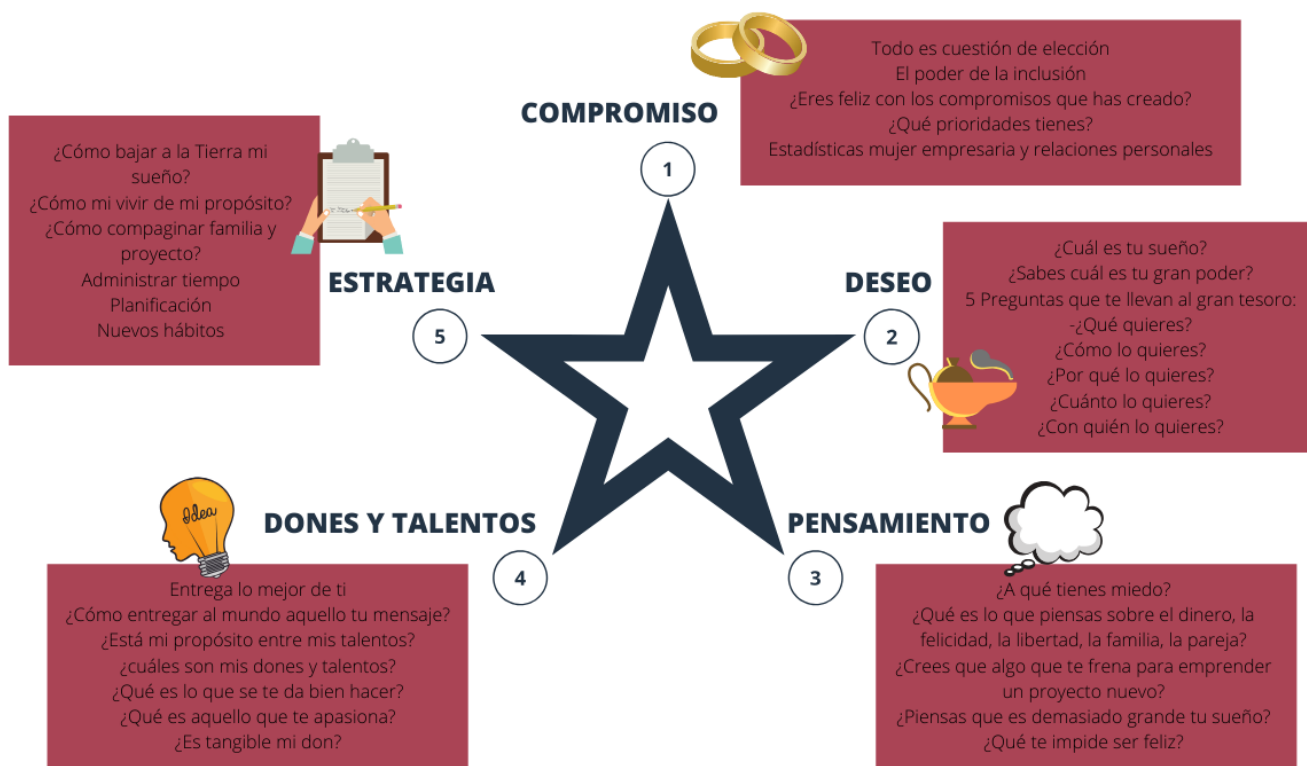 COMPROMISO
1
Todo es cuestión de elección
El poder de la inclusión
¿Eres feliz con los compromisos que has creado?
¿Qué prioridades tienes?
Estadísticas mujer empresaria y relaciones personales
DESEO
2
¿Cuál es tu sueño?
¿Sabes cuál es tu gran poder?
5 Preguntas que te llevan al gran tesoro:
-¿Qué quieres?
¿Cómo lo quieres?
¿Por qué lo quieres?
¿Cuánto lo quieres?
¿Con quién lo quieres?
PENSAMIENTO
3
¿A qué tienes miedo?
¿Qué es lo que piensas sobre el dinero, la
felicidad, la libertad, la familia, la pareja?
¿Crees que algo que te frena para emprender
un proyecto nuevo?
¿Piensas que es demasiado grande tu sueño?
¿Qué te impide ser feliz?
Idea
DONES Y TALENTOS
4
Entrega lo mejor de ti
¿Cómo entregar al mundo aquello tu mensaje?
¿Está mi propósito entre mis talentos?
¿cuáles son mis dones y talentos?
¿Qué es lo que se te da bien hacer?
¿Qué es aquello que te apasiona?
¿Es tangible mi don?
ESTRATEGIA
5
¿Cómo bajar a la Tierra mi
sueño?
¿Cómo mi vivir de mi propósito?
¿Cómo compaginar familia y
proyecto?
Administrar tiempo
Planificación
Nuevos hábitos